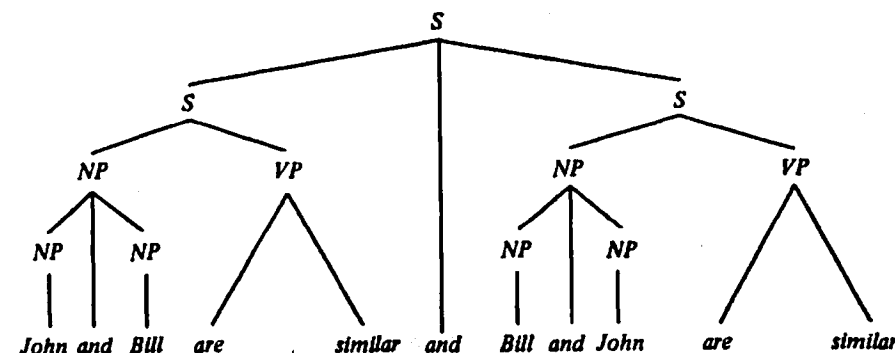 S
S S
NP VP NP VP
NP NP NP NP
John and Bill are similar and Bill and John are similar